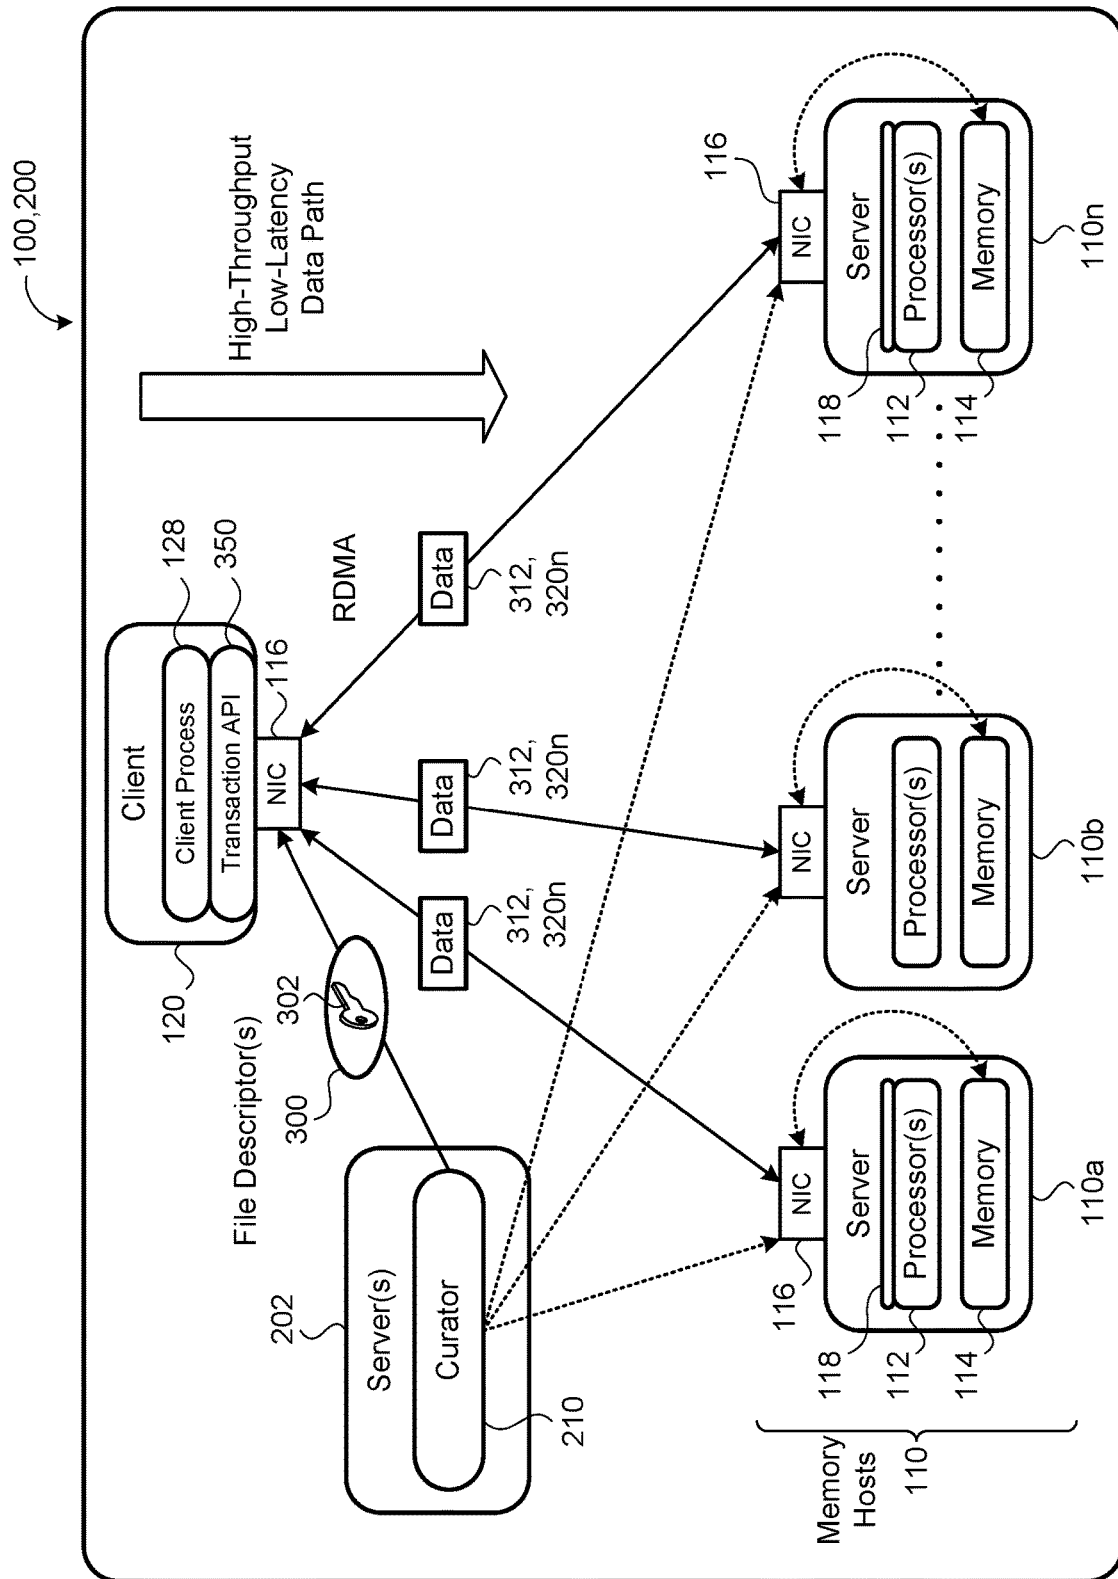 100,200
High-Throughput
Low-Latency
Data Path
Client
Client Process
Transaction API
128
350
120
NIC
116
RDMA
File Descriptor(s)
302
300
Data
312,
320n
Data
312,
320n
Data
312,
320n
202
Server(s)
Curator
210
Memory
Hosts
110
116
NIC
Server
Processor(s)
Memory
118
112
114
110a
NIC
Server
Processor(s)
Memory
110b
116
NIC
Server
Processor(s)
Memory
118
112
114
110n